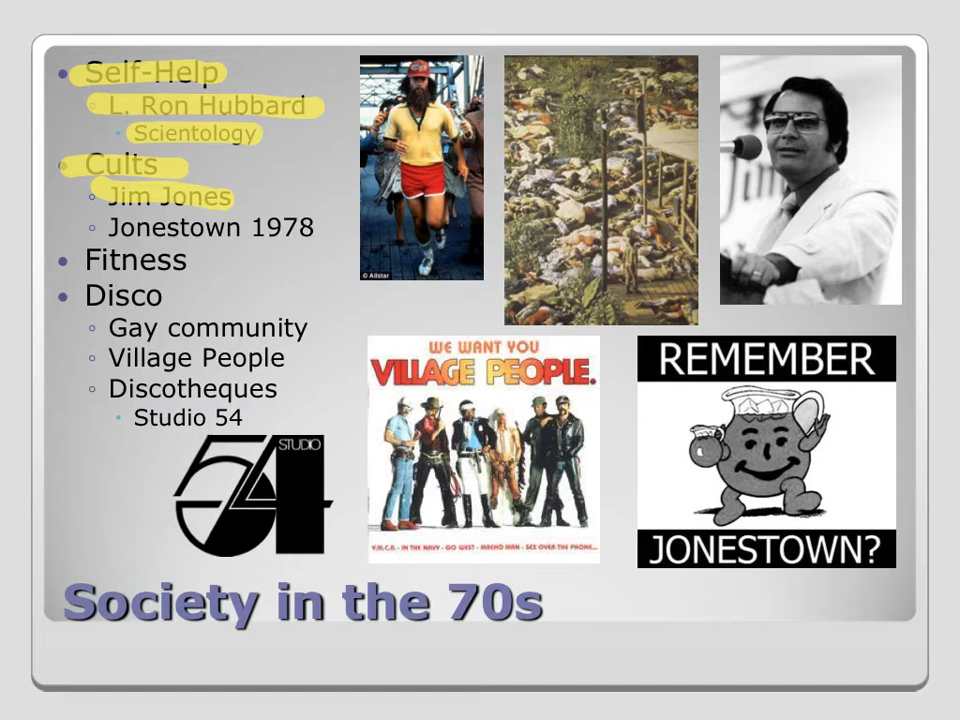 Self-Help
L. Ron Hubbard
Scientology
Cults
Jim Jones
Jonestown 1978
Fitness
Disco
Gay community
Village People
Discotheques
Studio 54
© Allstar
STUDIO
54
WE WANT YOU
VILLAGE PEOPLE.
Y.M.C.A. - IN THE NAVY - GO WEST - MACHO MAN - SEX OVER THE PHONE...
REMEMBER
JONESTOWN?
Society in the 70s